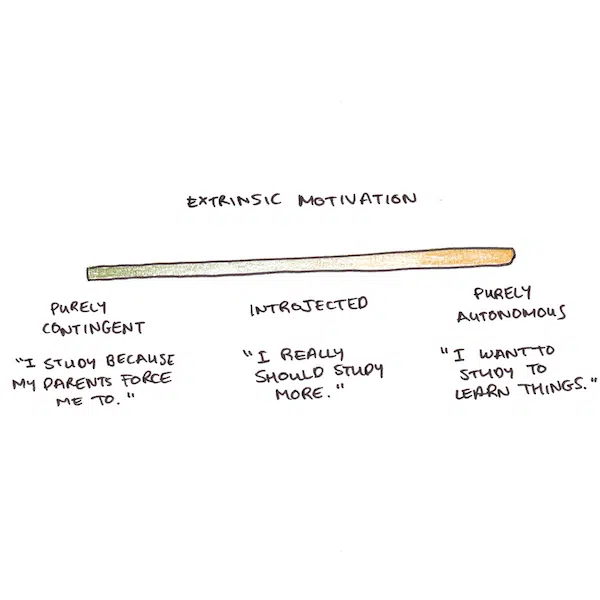 EXTRINSIC MOTIVATION
PURELY
CONTINGENT
"I STUDY BECAUSE
MY PARENTS FORCE
ME TO."
INTROJECTED
"I REALLY
SHOULD STUDY
MORE."
PURELY
AUTONOMOUS
"I WANT TO
STUDY TO
LEARN THINGS."